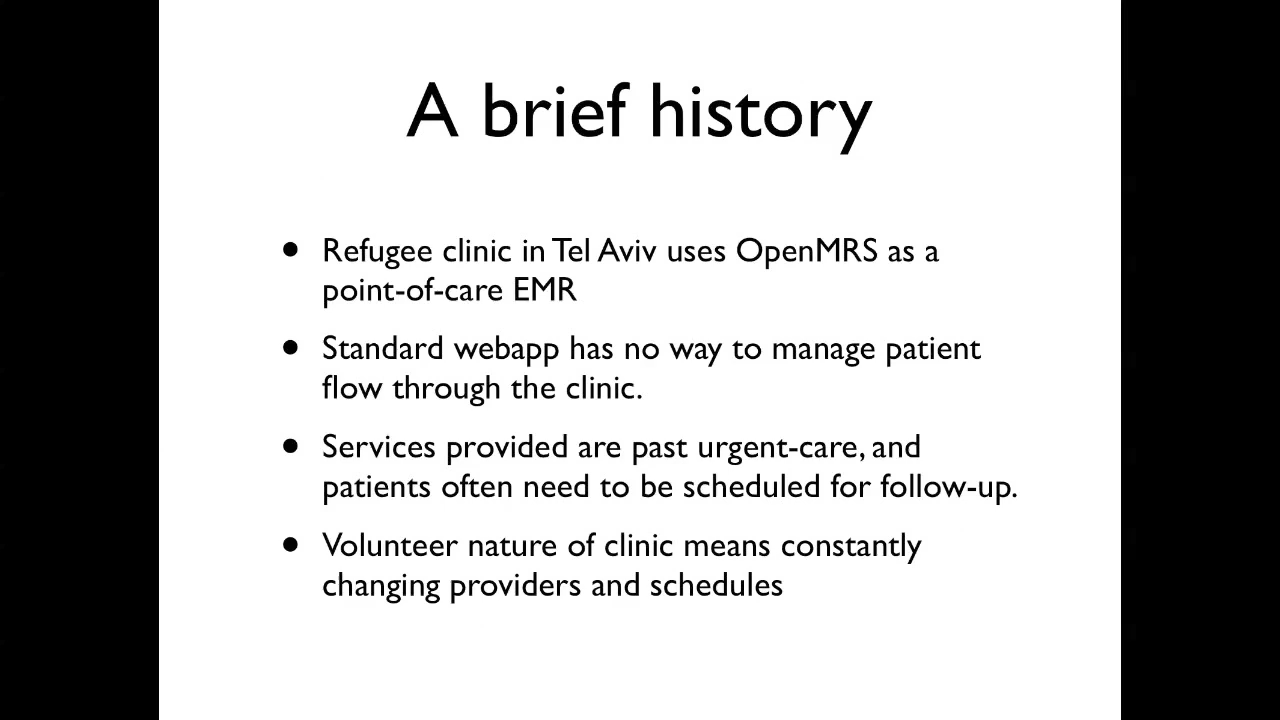 A brief history
• Refugee clinic in Tel Aviv uses OpenMRS as a
point-of-care EMR
• Standard webapp has no way to manage patient
flow through the clinic.
• Services provided are past urgent-care, and
patients often need to be scheduled for follow-up.
• Volunteer nature of clinic means constantly
changing providers and schedules